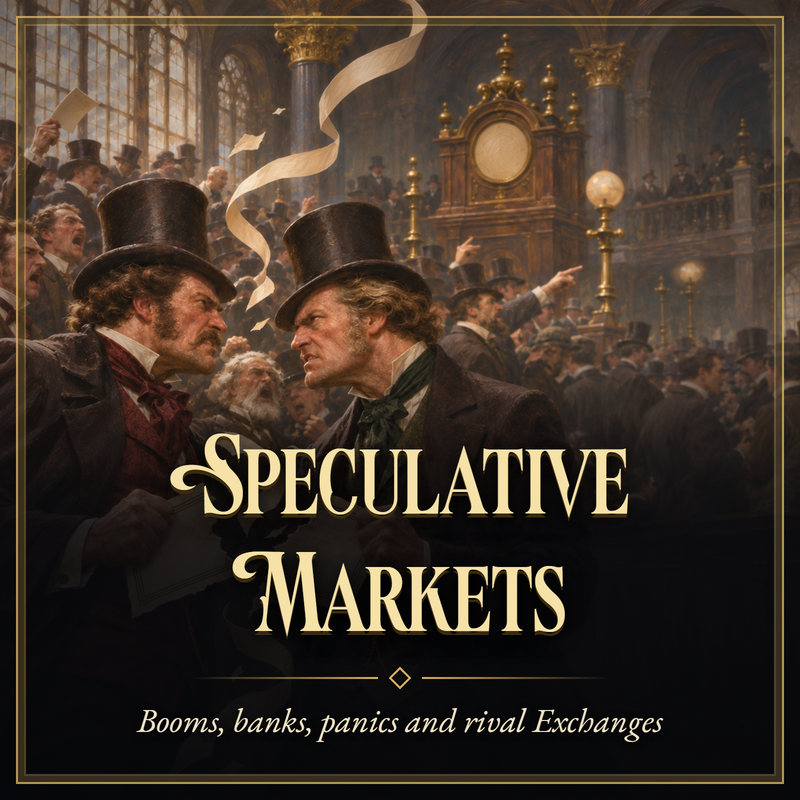 Speculative
Markets
Booms, banks, panics and rival Exchanges